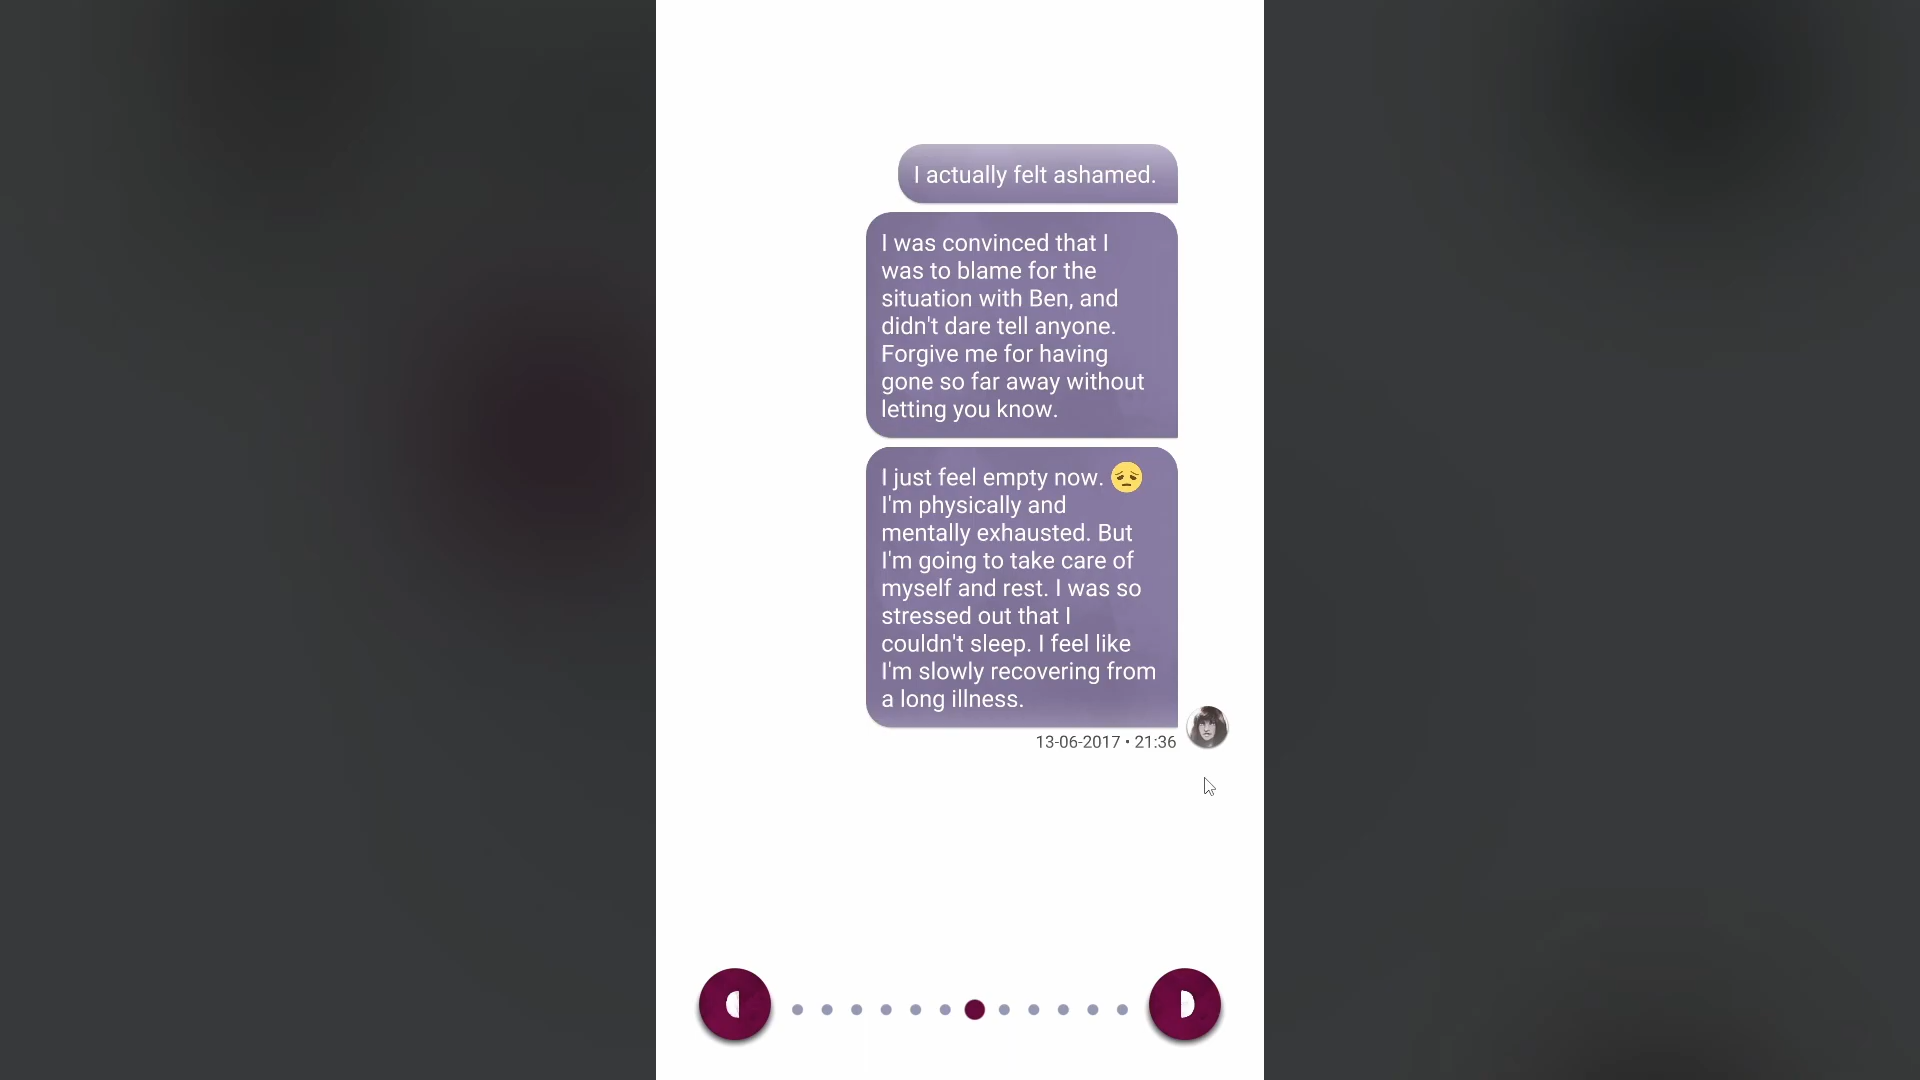 I actually felt ashamed.
I was convinced that I
was to blame for the
situation with Ben, and
didn't dare tell anyone.
Forgive me for having
gone so far away without
letting you know.
I just feel empty now. 😔
I'm physically and
mentally exhausted. But
I'm going to take care of
myself and rest. I was so
stressed out that I
couldn't sleep. I feel like
I'm slowly recovering from
a long illness.
13-06-2017 • 21:36